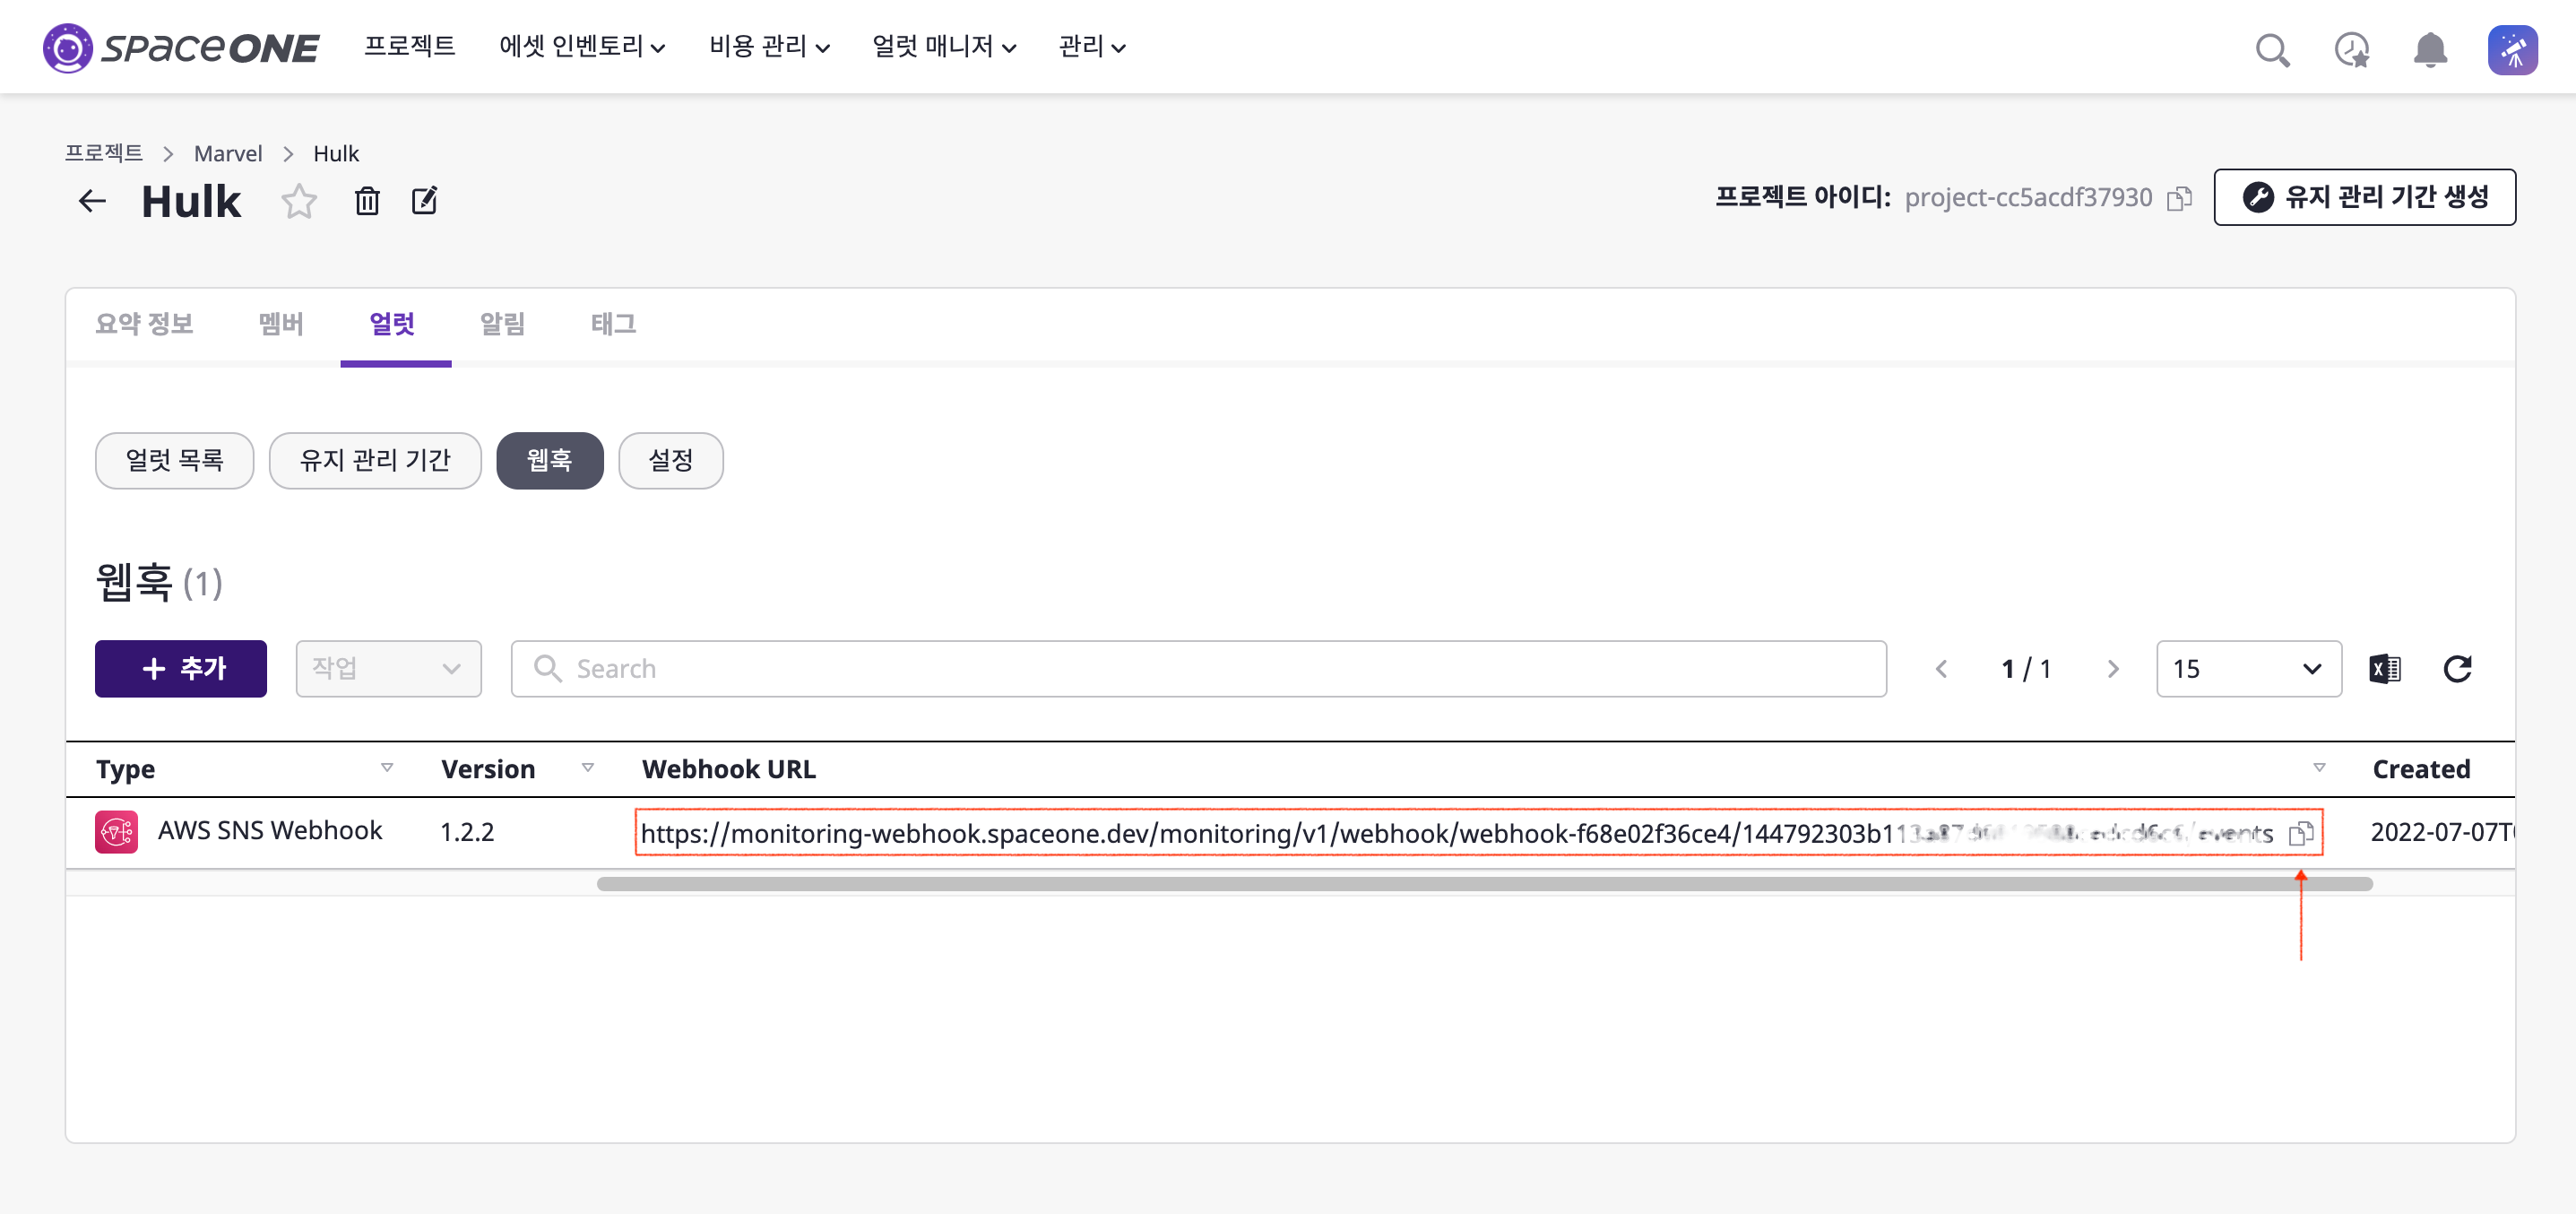 spaceONE 프로젝트 에셋 인벤토리 비용 관리 얼럿 매니저 관리
프로젝트 > Marvel > Hulk
Hulk
프로젝트 아이디: project-cc5acdf37930 유지 관리 기간 생성
요약 정보 멤버 얼럿 알림 태그
얼럿 목록 유지 관리 기간 웹훅 설정
웹훅 (1)
+ 추가 작업 Search 1 / 1 15
Type Version Webhook URL Created
AWS SNS Webhook 1.2.2 https://monitoring-webhook.spaceone.dev/monitoring/v1/webhook/webhook-f68e02f36ce4/144792303b11 /events 2022-07-07T